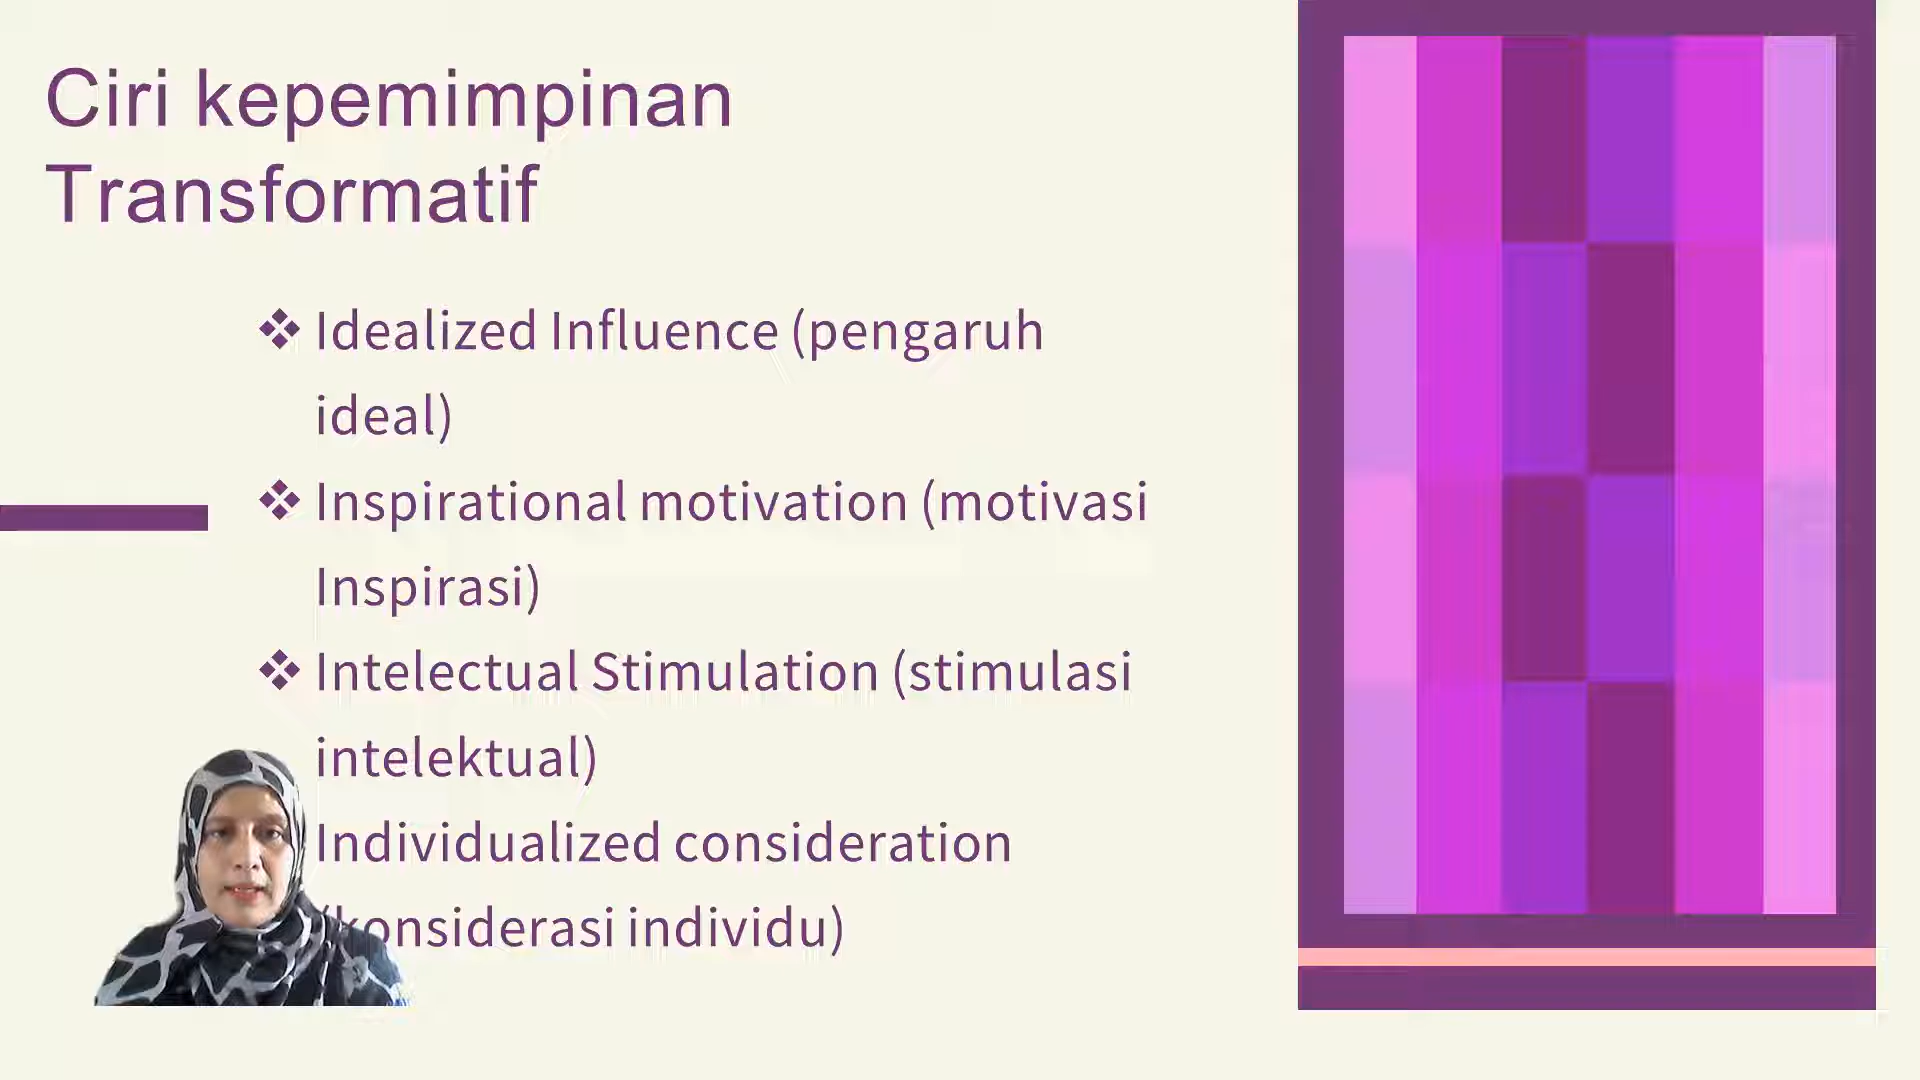 Ciri kepemimpinan
Transformatif
❖ Idealized Influence (pengaruh
ideal)
❖ Inspirational motivation (motivasi
Inspirasi)
❖ Intelectual Stimulation (stimulasi
intelektual)
Individualized consideration
(konsiderasi individu)